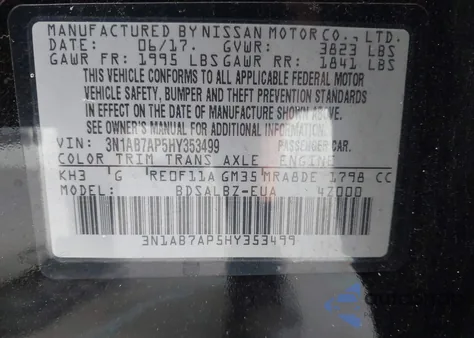 MANUFACTURED BY NISSAN MOTOR CO., LTD.
DATE: 06/17. GVWR: 3823 LBS
GAWR FR: 1995 LBS GAWR RR: 1841 LBS
THIS VEHICLE CONFORMS TO ALL APPLICABLE FEDERAL MOTOR
VEHICLE SAFETY, BUMPER AND THEFT PREVENTION STANDARDS
IN EFFECT ON THE DATE OF MANUFACTURE SHOWN ABOVE.
SEE OWNER'S MANUAL FOR ADDITIONAL INFORMATION.
VIN: 3N1AB7AP5HY353499 PASSENGER CAR.
COLOR TRIM TRANS AXLE ENGINE
KH3 G RE0F11A GM35 MRA8DE 1798 CC
MODEL: BDSALBZ-EUA 42000
3N1AB7AP5HY353499